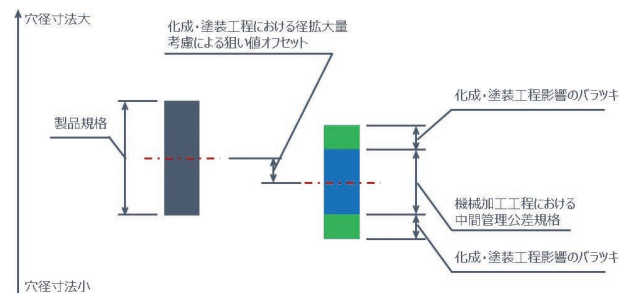 穴径寸法大
化成・塗装工程における径拡大量
考慮による狙い値オフセット
化成・塗装工程影響のバラツキ
製品規格
機械加工工程における
中間管理公差規格
化成・塗装工程影響のバラツキ
穴径寸法小